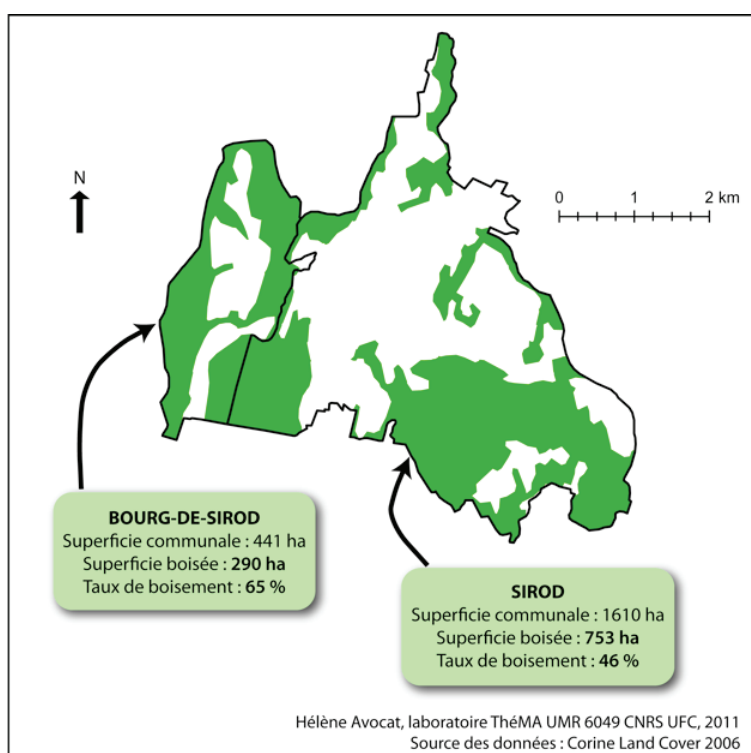 N
0 1 2 km
BOURG-DE-SIROD
Superficie communale : 441 ha
Superficie boisée : 290 ha
Taux de boisement : 65 %
SIROD
Superficie communale : 1610 ha
Superficie boisée : 753 ha
Taux de boisement : 46 %
Hélène Avocat, laboratoire ThéMA UMR 6049 CNRS UFC, 2011
Source des données : Corine Land Cover 2006